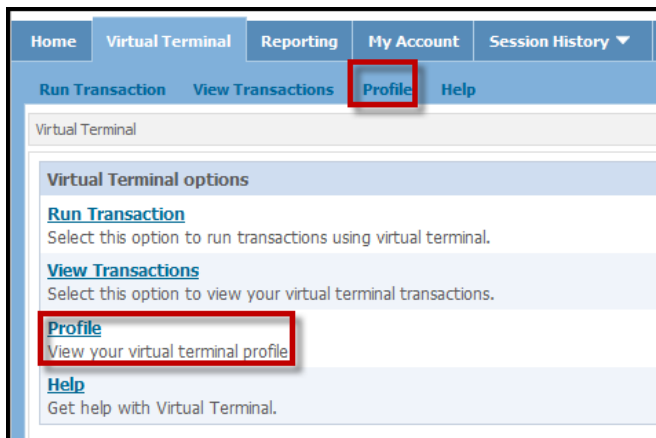 Home Virtual Terminal Reporting My Account Session History ▼
Run Transaction View Transactions Profile Help
Virtual Terminal
Virtual Terminal options
Run Transaction
Select this option to run transactions using virtual terminal.
View Transactions
Select this option to view your virtual terminal transactions.
Profile
View your virtual terminal profile
Help
Get help with Virtual Terminal.